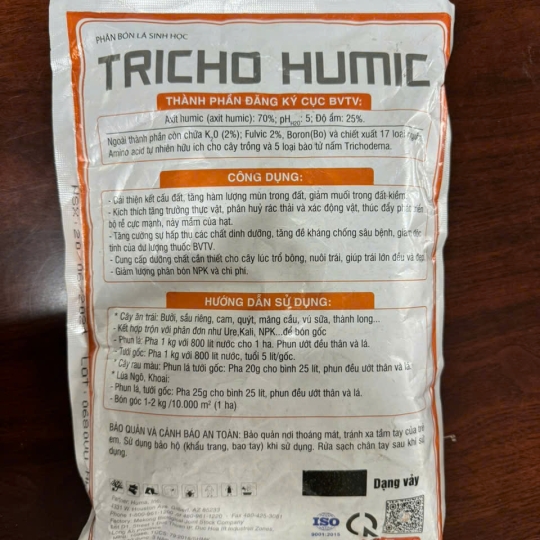 PHÂN BÓN LÁ SINH HỌC
TRICHO HUMIC
THÀNH PHẦN ĐĂNG KÝ CỤC BVTV:
Axit humic (axit humic): 70%; pH H2O: 5; Độ ẩm: 25%.
Ngoài thành phần còn chứa K2O (2%); Fulvic 2%, Boron(Bo) và chiết xuất 17 loại
Amino acid tự nhiên hữu ích cho cây trồng và 5 loại bào tử nấm Trichoderma.
CÔNG DỤNG:
- Cải thiện kết cấu đất, tăng hàm lượng mùn trong đất, giảm muối trong đất kiềm.
- Kích thích tăng trưởng thực vật, phân huỷ rác thải và xác động vật, thúc đẩy phát
bộ rễ cực mạnh, nảy mầm của hạt.
- Tăng cường sự hấp thu các chất dinh dưỡng, tăng đề kháng chống sâu bệnh, giảm
tính của dư lượng thuốc BVTV.
- Cung cấp dưỡng chất cần thiết cho cây lúc trổ bông, nuôi trái, giúp trái lớn đều và đẹp.
- Giảm lượng phân bón NPK và chi phí.
HƯỚNG DẪN SỬ DỤNG:
* Cây ăn trái: Bưởi, sầu riêng, cam, quýt, mãng cầu, vú sữa, thành long...
- Kết hợp trộn với phân đơn như Ure,Kali, NPK...để bón gốc
- Phun lá: Pha 1kg với 800 lít nước cho 1 ha. Phun ướt đều thân và lá.
- Tưới gốc: Pha 1 kg với 800 lít nước, tuổi 5 lít/gốc.
* Cây rau màu: Phun lá tưới gốc: Pha 20g cho bình 25 lít, phun đều ướt thân và lá.
* Lúa Ngô, Khoai:
- Phun lá, tưới gốc: Pha 25g cho bình 25 lít, phun đều ướt thân và lá.
- Bón gốc 1-2 kg /10.000 m² (1 ha)
BẢO QUẢN VÀ CẢNH BÁO AN TOÀN: Bảo quản nơi thoáng mát, tránh xa tầm tay của trẻ
em. Sử dụng bảo hộ (khẩu trang, bao tay) khi sử dụng. Rửa sạch chân tay sau khi sử
dụng.
Dạng vảy
ISO
9001:2015